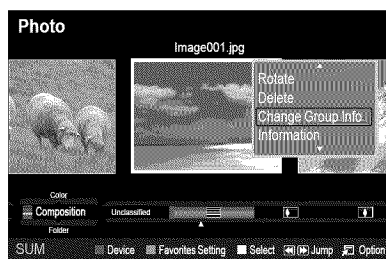 Photo
Image001.jpg
Rotate
Delete
Change Group Info
Information
Color
Composition
Unclassified
Folder
SUM
Device
Favorites Setting
Select
Jump
Option